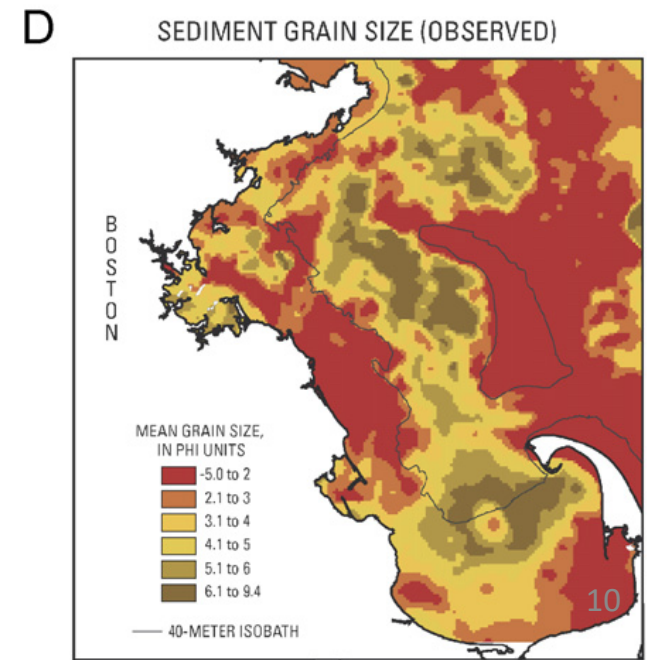 D
SEDIMENT GRAIN SIZE (OBSERVED)
BOSTON
MEAN GRAIN SIZE,
IN PHI UNITS
-5.0 to 2
2.1 to 3
3.1 to 4
4.1 to 5
5.1 to 6
6.1 to 9.4
40-METER ISOBATH
10